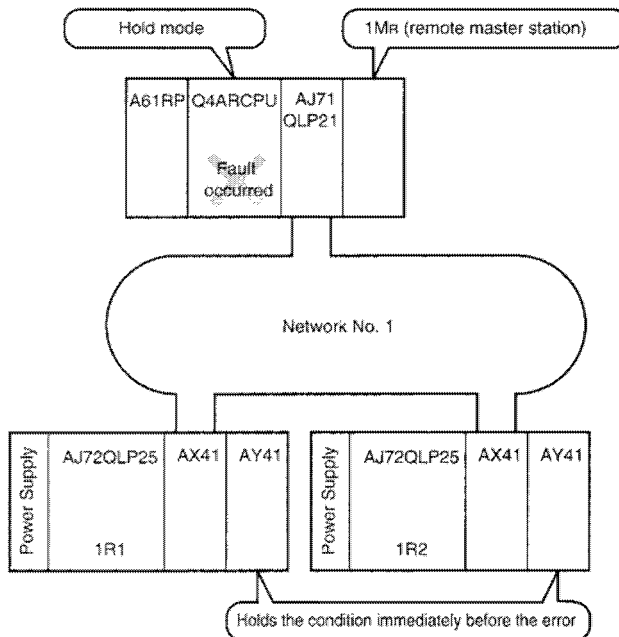 Hold mode
1MR (remote master station)
A61RP
Q4ARCPU
AJ71
QLP21
Fault
occurred
Network No. 1
Power Supply
AJ72QLP25
1R1
AX41
AY41
Power Supply
AJ72QLP25
1R2
AX41
AY41
Holds the condition immediately before the error